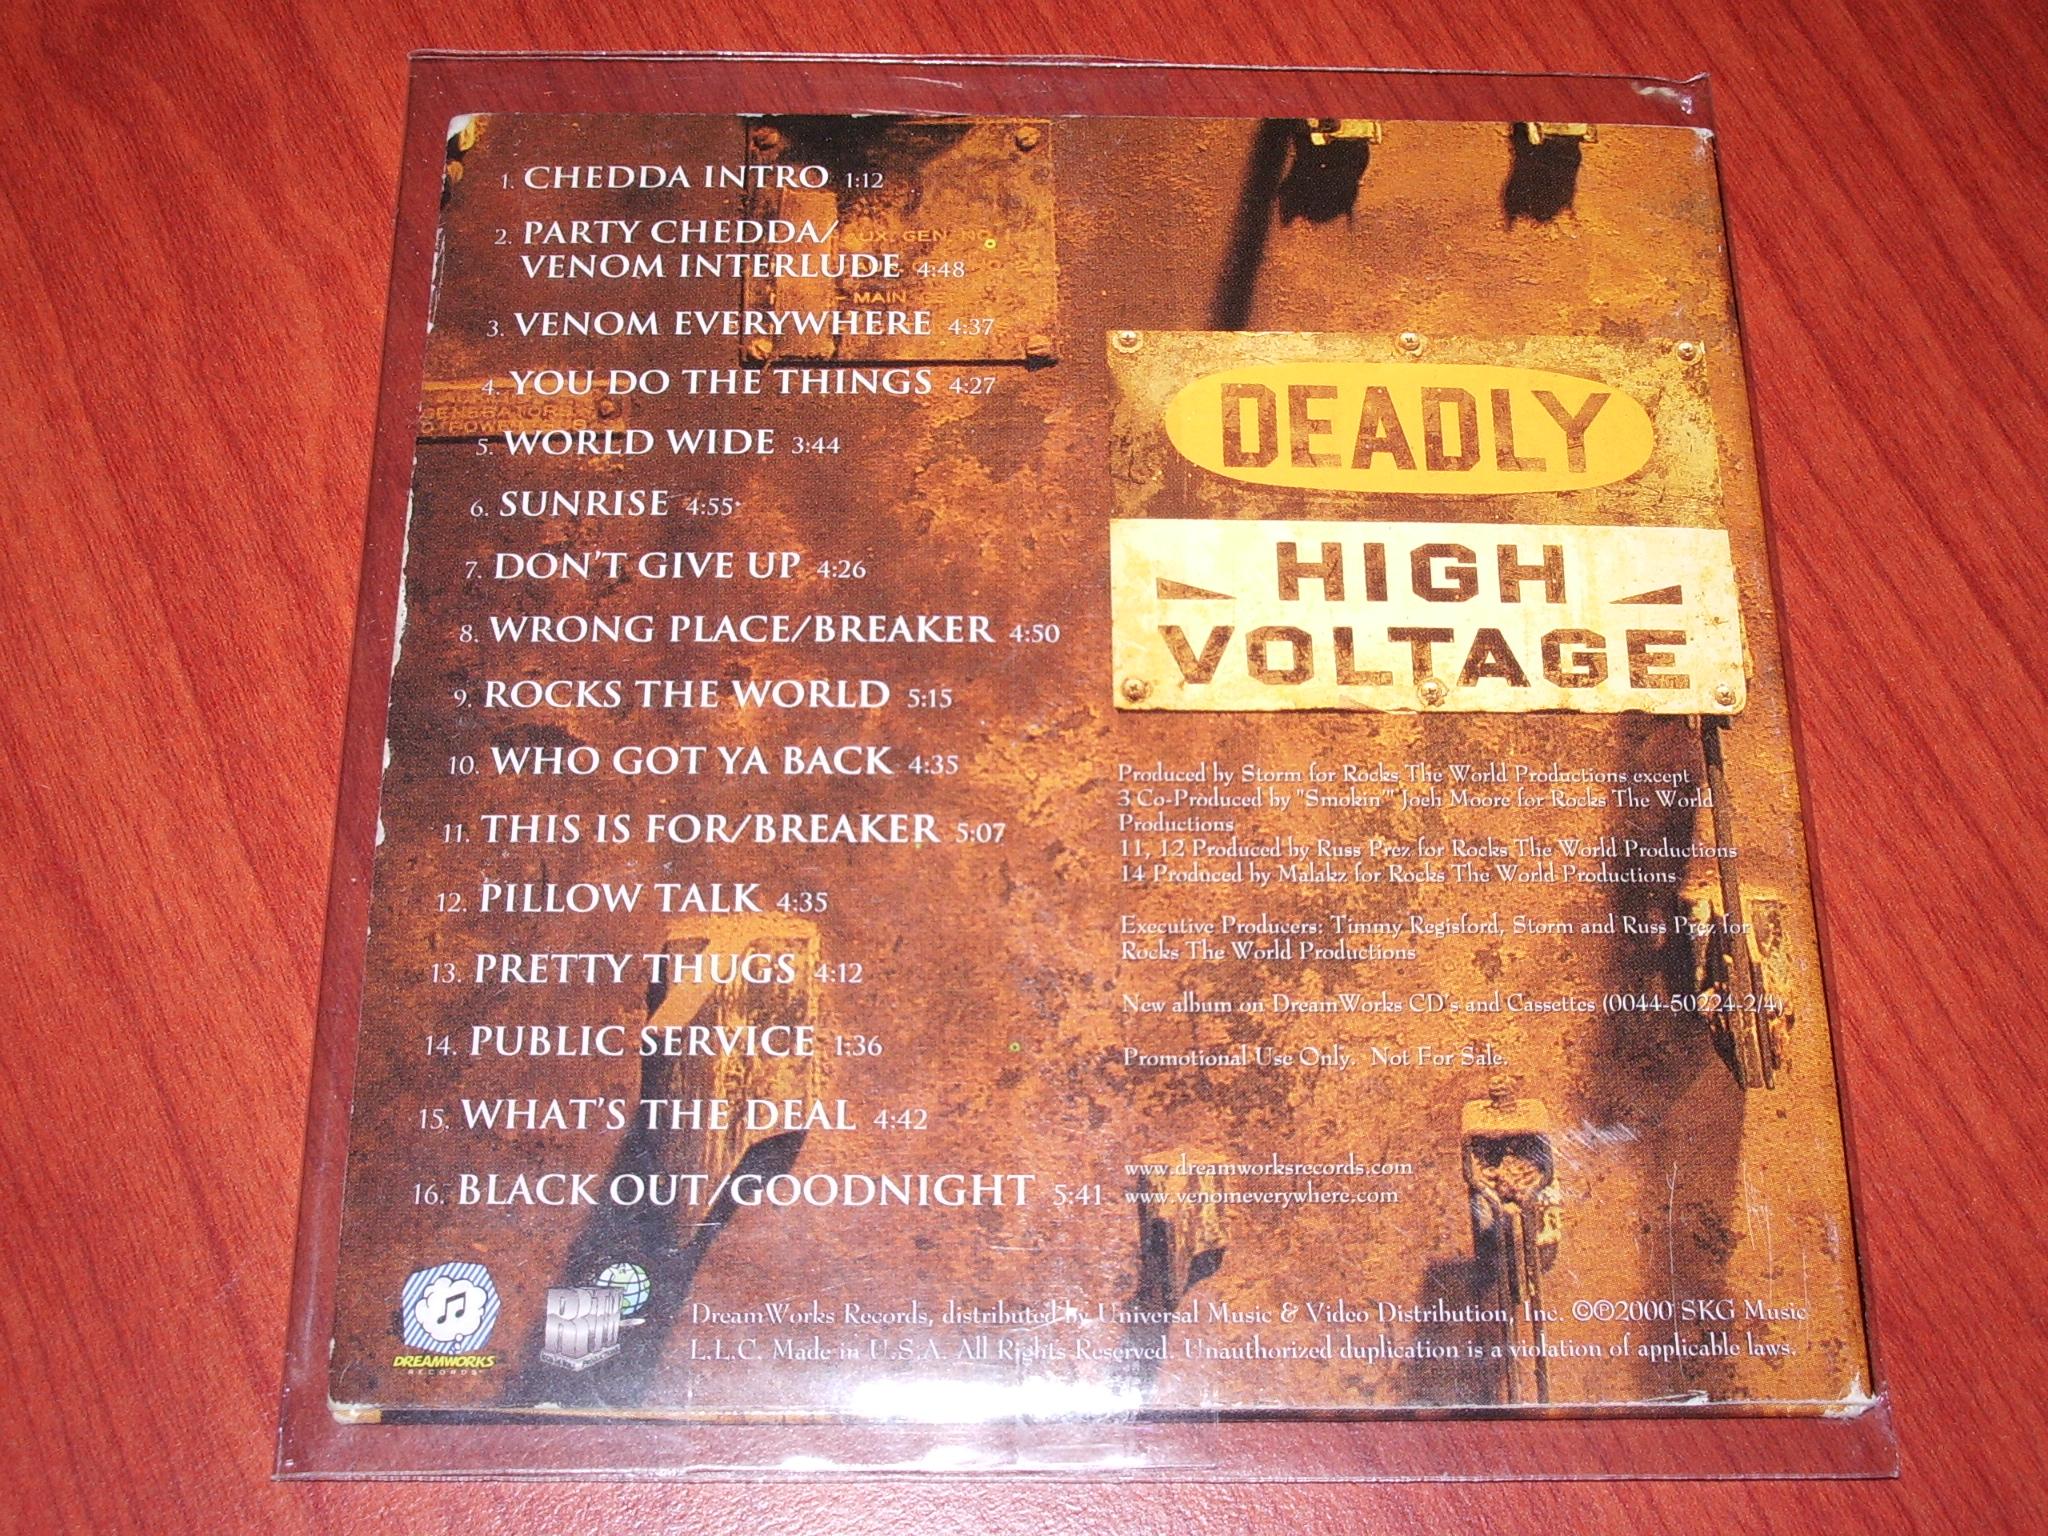 1. CHEDDA INTRO 1:12
2. PARTY CHEDDA/
VENOM INTERLUDE 4:48
3. VENOM EVERYWHERE 4:37
4. YOU DO THE THINGS 4:27
5. WORLD WIDE 3:44
6. SUNRISE 4:55
7. DON'T GIVE UP 4:26
8. WRONG PLACE/BREAKER 4:50
9. ROCKS THE WORLD 5:15
10. WHO GOT YA BACK 4:35
11. THIS IS FOR/BREAKER 5:07
12. PILLOW TALK 4:35
13. PRETTY THUGS 4:12
14. PUBLIC SERVICE 1:36
15. WHAT'S THE DEAL 4:42
16. BLACK OUT/GOODNIGHT 5:41
AUX. GEN. NO
MAIN
GENERATORS
DEADLY
HIGH
VOLTAGE
Produced by Storm for Rocks The World Productions except
3 Co-Produced by "Smokin'" Joeh Moore for Rocks The World
Productions
11, 12 Produced by Russ Prez for Rocks The World Productions
14 Produced by Malakz for Rocks The World Productions
Executive Producers: Timmy Regisford, Storm and Russ Prez for
Rocks The World Productions
New album on DreamWorks CD's and Cassettes (0044-50224-2/4)
Promotional Use Only. Not For Sale.
www.dreamworksrecords.com
www.venomeverywhere.com
DREAMWORKS
RECORDS
DreamWorks Records, distributed by Universal Music & Video Distribution, Inc. ©℗2000 SKG Music
L.L.C. Made in U.S.A. All Rights Reserved. Unauthorized duplication is a violation of applicable laws.